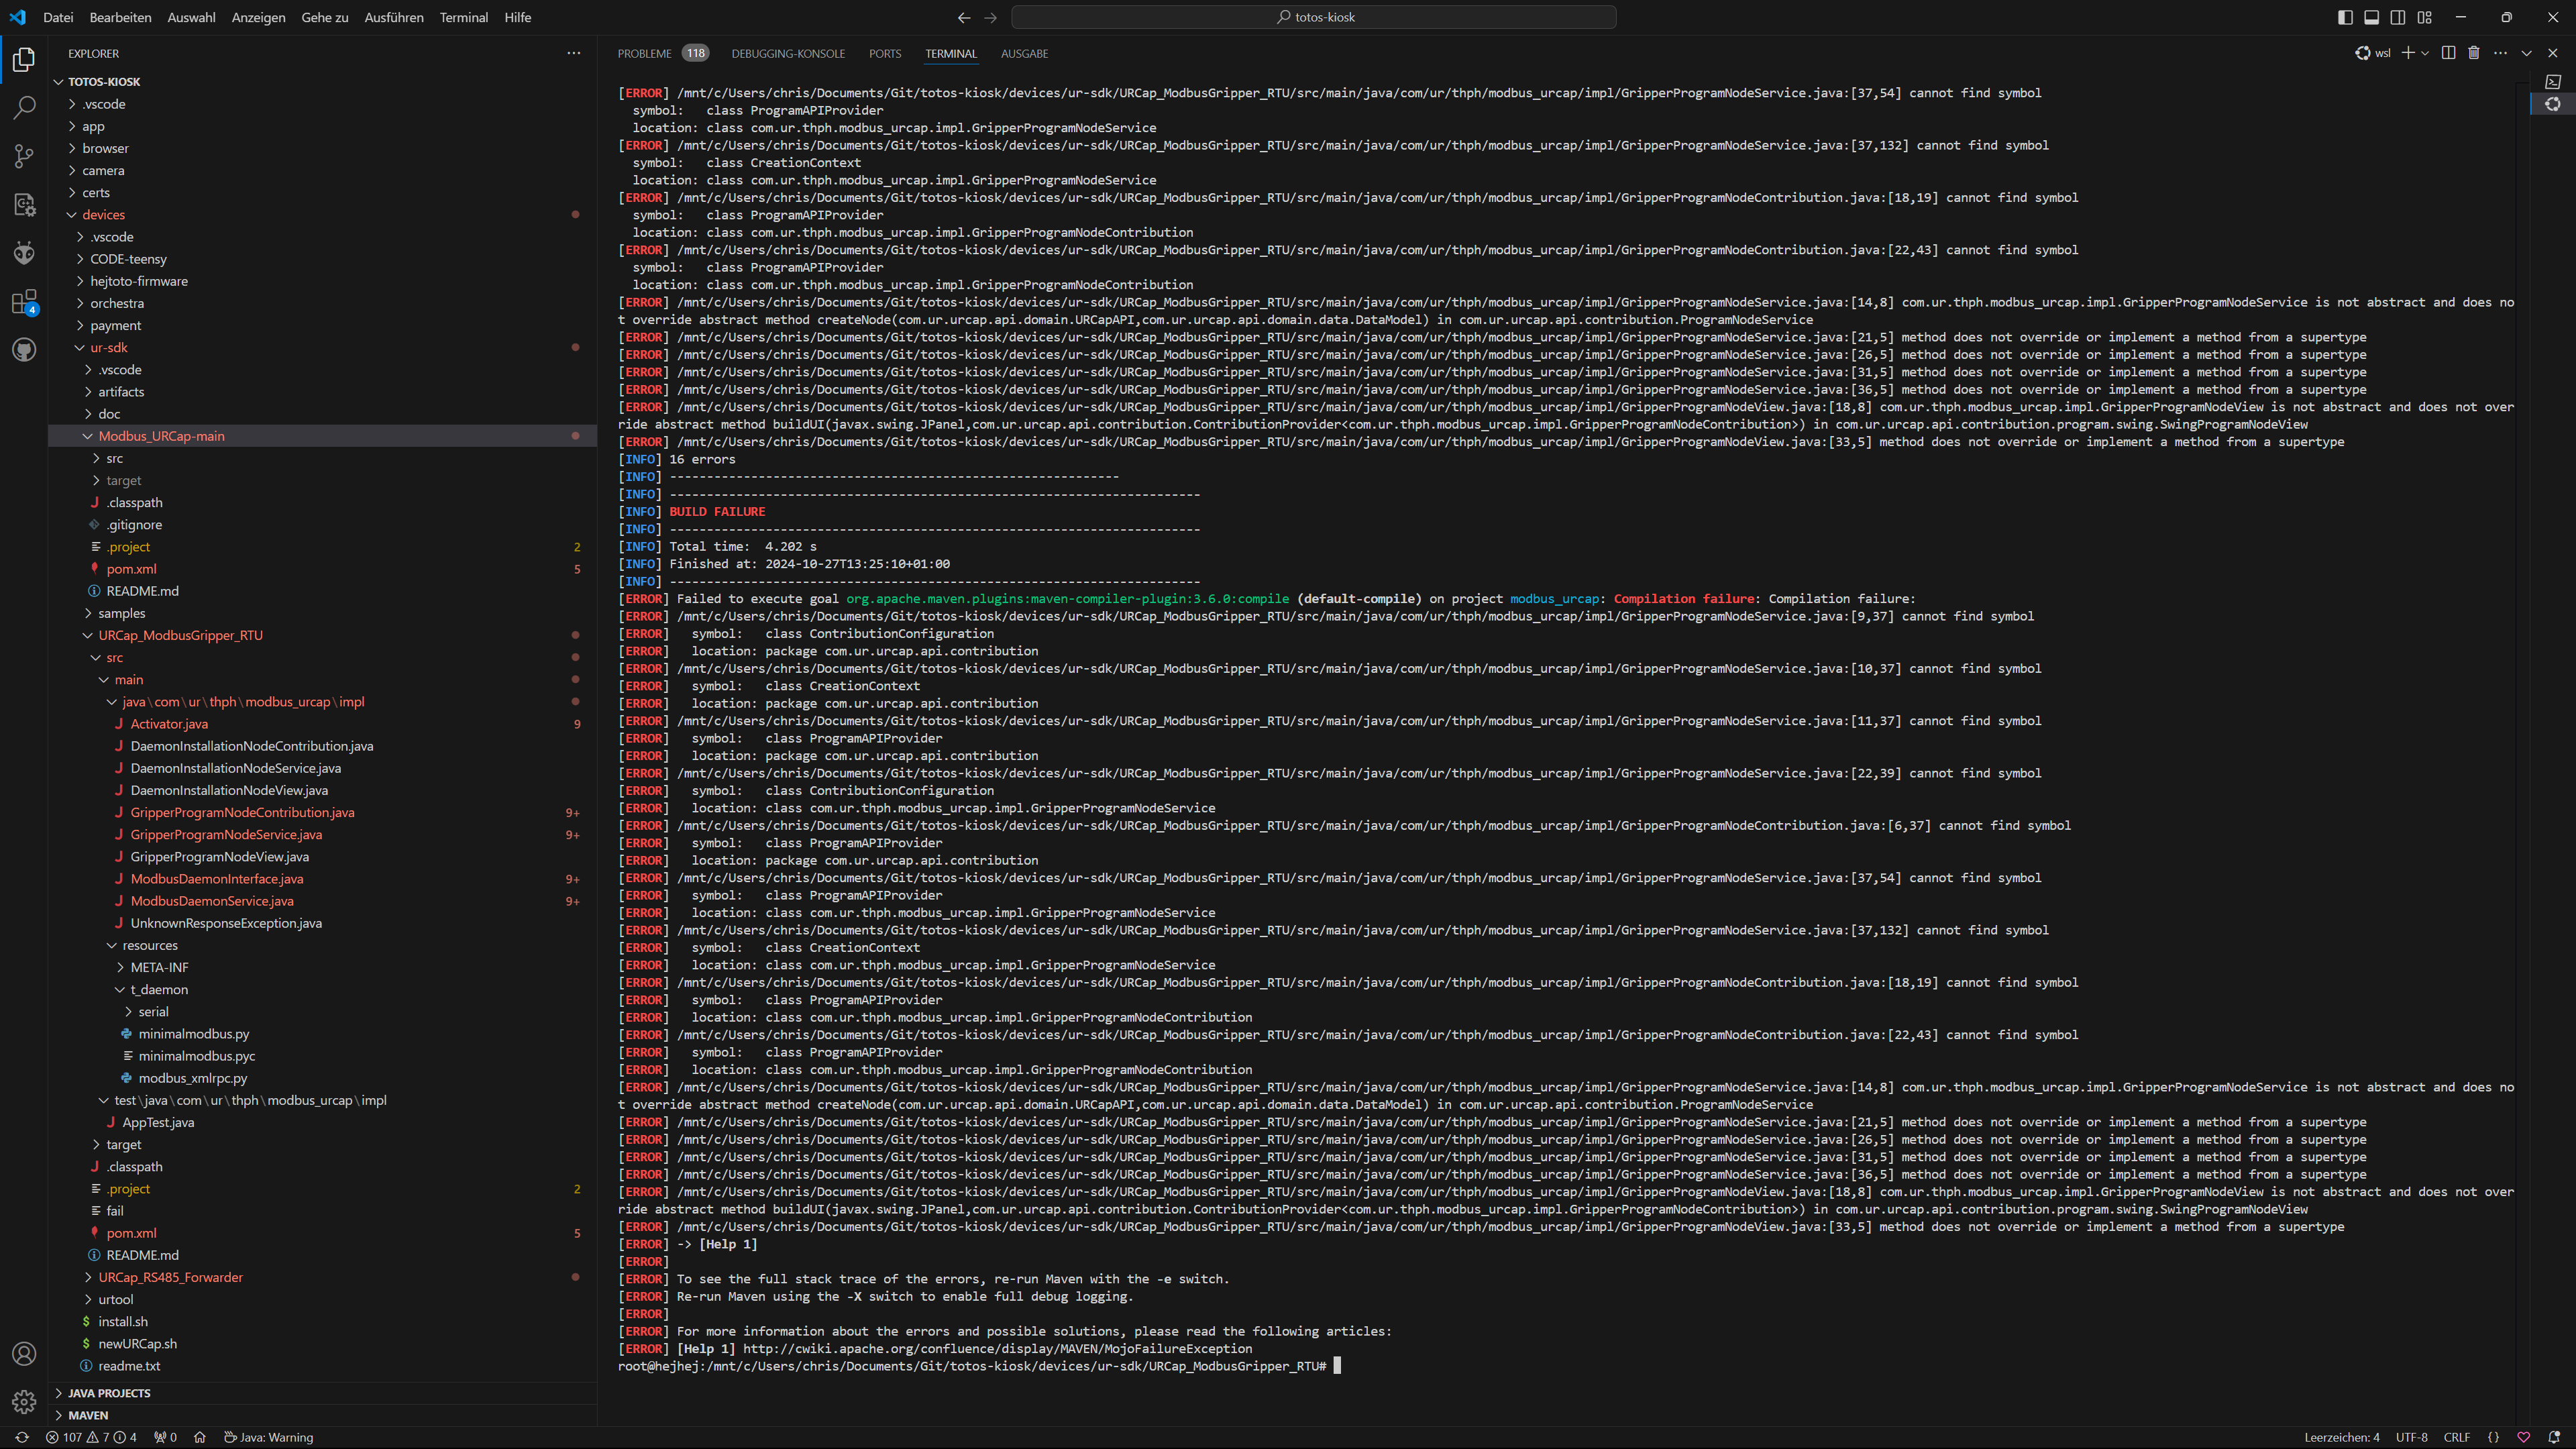 Datei Bearbeiten Auswahl Anzeigen Gehe zu Ausführen Terminal Hilfe
totos-kiosk
EXPLORER
TOTOS-KIOSK
.vscode
app
browser
camera
certs
devices
.vscode
CODE-teensy
hejtoto-firmware
orchestra
payment
ur-sdk
.vscode
artifacts
doc
Modbus_URCap-main
src
target
.classpath
.gitignore
.project 2
pom.xml 5
README.md
samples
URCap_ModbusGripper_RTU
src
main
java\com\ur\thph\modbus_urcap\impl
Activator.java 9
DaemonInstallationNodeContribution.java
DaemonInstallationNodeService.java
DaemonInstallationNodeView.java
GripperProgramNodeContribution.java 9+
GripperProgramNodeService.java 9+
GripperProgramNodeView.java
ModbusDaemonInterface.java 9+
ModbusDaemonService.java 9+
UnknownResponseException.java
resources
META-INF
t_daemon
serial
minimalmodbus.py
minimalmodbus.pyc
modbus_xmlrpc.py
test\java\com\ur\thph\modbus_urcap\impl
AppTest.java
target
.classpath
.project 2
fail
pom.xml 5
README.md
URCap_RS485_Forwarder
urtool
install.sh
newURCap.sh
readme.txt
JAVA PROJECTS
MAVEN
4
PROBLEME 118 DEBUGGING-KONSOLE PORTS TERMINAL AUSGABE
wsl
[ERROR] /mnt/c/Users/chris/Documents/Git/totos-kiosk/devices/ur-sdk/URCap_ModbusGripper_RTU/src/main/java/com/ur/thph/modbus_urcap/impl/GripperProgramNodeService.java:[37,54] cannot find symbol
symbol:   class ProgramAPIProvider
location: class com.ur.thph.modbus_urcap.impl.GripperProgramNodeService
[ERROR] /mnt/c/Users/chris/Documents/Git/totos-kiosk/devices/ur-sdk/URCap_ModbusGripper_RTU/src/main/java/com/ur/thph/modbus_urcap/impl/GripperProgramNodeService.java:[37,132] cannot find symbol
symbol:   class CreationContext
location: class com.ur.thph.modbus_urcap.impl.GripperProgramNodeService
[ERROR] /mnt/c/Users/chris/Documents/Git/totos-kiosk/devices/ur-sdk/URCap_ModbusGripper_RTU/src/main/java/com/ur/thph/modbus_urcap/impl/GripperProgramNodeContribution.java:[18,19] cannot find symbol
symbol:   class ProgramAPIProvider
location: class com.ur.thph.modbus_urcap.impl.GripperProgramNodeContribution
[ERROR] /mnt/c/Users/chris/Documents/Git/totos-kiosk/devices/ur-sdk/URCap_ModbusGripper_RTU/src/main/java/com/ur/thph/modbus_urcap/impl/GripperProgramNodeContribution.java:[22,43] cannot find symbol
symbol:   class ProgramAPIProvider
location: class com.ur.thph.modbus_urcap.impl.GripperProgramNodeContribution
[ERROR] /mnt/c/Users/chris/Documents/Git/totos-kiosk/devices/ur-sdk/URCap_ModbusGripper_RTU/src/main/java/com/ur/thph/modbus_urcap/impl/GripperProgramNodeService.java:[14,8] com.ur.thph.modbus_urcap.impl.GripperProgramNodeService is not abstract and does no
t override abstract method createNode(com.ur.urcap.api.domain.URCapAPI,com.ur.urcap.api.domain.data.DataModel) in com.ur.urcap.api.contribution.ProgramNodeService
[ERROR] /mnt/c/Users/chris/Documents/Git/totos-kiosk/devices/ur-sdk/URCap_ModbusGripper_RTU/src/main/java/com/ur/thph/modbus_urcap/impl/GripperProgramNodeService.java:[21,5] method does not override or implement a method from a supertype
[ERROR] /mnt/c/Users/chris/Documents/Git/totos-kiosk/devices/ur-sdk/URCap_ModbusGripper_RTU/src/main/java/com/ur/thph/modbus_urcap/impl/GripperProgramNodeService.java:[26,5] method does not override or implement a method from a supertype
[ERROR] /mnt/c/Users/chris/Documents/Git/totos-kiosk/devices/ur-sdk/URCap_ModbusGripper_RTU/src/main/java/com/ur/thph/modbus_urcap/impl/GripperProgramNodeService.java:[31,5] method does not override or implement a method from a supertype
[ERROR] /mnt/c/Users/chris/Documents/Git/totos-kiosk/devices/ur-sdk/URCap_ModbusGripper_RTU/src/main/java/com/ur/thph/modbus_urcap/impl/GripperProgramNodeService.java:[36,5] method does not override or implement a method from a supertype
[ERROR] /mnt/c/Users/chris/Documents/Git/totos-kiosk/devices/ur-sdk/URCap_ModbusGripper_RTU/src/main/java/com/ur/thph/modbus_urcap/impl/GripperProgramNodeView.java:[18,8] com.ur.thph.modbus_urcap.impl.GripperProgramNodeView is not abstract and does not over
ride abstract method buildUI(javax.swing.JPanel,com.ur.urcap.api.contribution.ContributionProvider<com.ur.thph.modbus_urcap.impl.GripperProgramNodeContribution>) in com.ur.urcap.api.contribution.program.swing.SwingProgramNodeView
[ERROR] /mnt/c/Users/chris/Documents/Git/totos-kiosk/devices/ur-sdk/URCap_ModbusGripper_RTU/src/main/java/com/ur/thph/modbus_urcap/impl/GripperProgramNodeView.java:[33,5] method does not override or implement a method from a supertype
[INFO] 16 errors
[INFO] -------------------------------------------------------------
[INFO] ------------------------------------------------------------------------
[INFO] BUILD FAILURE
[INFO] ------------------------------------------------------------------------
[INFO] Total time:  4.202 s
[INFO] Finished at: 2024-10-27T13:25:10+01:00
[INFO] ------------------------------------------------------------------------
[ERROR] Failed to execute goal org.apache.maven.plugins:maven-compiler-plugin:3.6.0:compile (default-compile) on project modbus_urcap: Compilation failure: Compilation failure:
[ERROR] /mnt/c/Users/chris/Documents/Git/totos-kiosk/devices/ur-sdk/URCap_ModbusGripper_RTU/src/main/java/com/ur/thph/modbus_urcap/impl/GripperProgramNodeService.java:[9,37] cannot find symbol
[ERROR]   symbol:   class ContributionConfiguration
[ERROR]   location: package com.ur.urcap.api.contribution
[ERROR] /mnt/c/Users/chris/Documents/Git/totos-kiosk/devices/ur-sdk/URCap_ModbusGripper_RTU/src/main/java/com/ur/thph/modbus_urcap/impl/GripperProgramNodeService.java:[10,37] cannot find symbol
[ERROR]   symbol:   class CreationContext
[ERROR]   location: package com.ur.urcap.api.contribution
[ERROR] /mnt/c/Users/chris/Documents/Git/totos-kiosk/devices/ur-sdk/URCap_ModbusGripper_RTU/src/main/java/com/ur/thph/modbus_urcap/impl/GripperProgramNodeService.java:[11,37] cannot find symbol
[ERROR]   symbol:   class ProgramAPIProvider
[ERROR]   location: package com.ur.urcap.api.contribution
[ERROR] /mnt/c/Users/chris/Documents/Git/totos-kiosk/devices/ur-sdk/URCap_ModbusGripper_RTU/src/main/java/com/ur/thph/modbus_urcap/impl/GripperProgramNodeService.java:[22,39] cannot find symbol
[ERROR]   symbol:   class ContributionConfiguration
[ERROR]   location: class com.ur.thph.modbus_urcap.impl.GripperProgramNodeService
[ERROR] /mnt/c/Users/chris/Documents/Git/totos-kiosk/devices/ur-sdk/URCap_ModbusGripper_RTU/src/main/java/com/ur/thph/modbus_urcap/impl/GripperProgramNodeContribution.java:[6,37] cannot find symbol
[ERROR]   symbol:   class ProgramAPIProvider
[ERROR]   location: package com.ur.urcap.api.contribution
[ERROR] /mnt/c/Users/chris/Documents/Git/totos-kiosk/devices/ur-sdk/URCap_ModbusGripper_RTU/src/main/java/com/ur/thph/modbus_urcap/impl/GripperProgramNodeService.java:[37,54] cannot find symbol
[ERROR]   symbol:   class ProgramAPIProvider
[ERROR]   location: class com.ur.thph.modbus_urcap.impl.GripperProgramNodeService
[ERROR] /mnt/c/Users/chris/Documents/Git/totos-kiosk/devices/ur-sdk/URCap_ModbusGripper_RTU/src/main/java/com/ur/thph/modbus_urcap/impl/GripperProgramNodeService.java:[37,132] cannot find symbol
[ERROR]   symbol:   class CreationContext
[ERROR]   location: class com.ur.thph.modbus_urcap.impl.GripperProgramNodeService
[ERROR] /mnt/c/Users/chris/Documents/Git/totos-kiosk/devices/ur-sdk/URCap_ModbusGripper_RTU/src/main/java/com/ur/thph/modbus_urcap/impl/GripperProgramNodeContribution.java:[18,19] cannot find symbol
[ERROR]   symbol:   class ProgramAPIProvider
[ERROR]   location: class com.ur.thph.modbus_urcap.impl.GripperProgramNodeContribution
[ERROR] /mnt/c/Users/chris/Documents/Git/totos-kiosk/devices/ur-sdk/URCap_ModbusGripper_RTU/src/main/java/com/ur/thph/modbus_urcap/impl/GripperProgramNodeContribution.java:[22,43] cannot find symbol
[ERROR]   symbol:   class ProgramAPIProvider
[ERROR]   location: class com.ur.thph.modbus_urcap.impl.GripperProgramNodeContribution
[ERROR] /mnt/c/Users/chris/Documents/Git/totos-kiosk/devices/ur-sdk/URCap_ModbusGripper_RTU/src/main/java/com/ur/thph/modbus_urcap/impl/GripperProgramNodeService.java:[14,8] com.ur.thph.modbus_urcap.impl.GripperProgramNodeService is not abstract and does no
t override abstract method createNode(com.ur.urcap.api.domain.URCapAPI,com.ur.urcap.api.domain.data.DataModel) in com.ur.urcap.api.contribution.ProgramNodeService
[ERROR] /mnt/c/Users/chris/Documents/Git/totos-kiosk/devices/ur-sdk/URCap_ModbusGripper_RTU/src/main/java/com/ur/thph/modbus_urcap/impl/GripperProgramNodeService.java:[21,5] method does not override or implement a method from a supertype
[ERROR] /mnt/c/Users/chris/Documents/Git/totos-kiosk/devices/ur-sdk/URCap_ModbusGripper_RTU/src/main/java/com/ur/thph/modbus_urcap/impl/GripperProgramNodeService.java:[26,5] method does not override or implement a method from a supertype
[ERROR] /mnt/c/Users/chris/Documents/Git/totos-kiosk/devices/ur-sdk/URCap_ModbusGripper_RTU/src/main/java/com/ur/thph/modbus_urcap/impl/GripperProgramNodeService.java:[31,5] method does not override or implement a method from a supertype
[ERROR] /mnt/c/Users/chris/Documents/Git/totos-kiosk/devices/ur-sdk/URCap_ModbusGripper_RTU/src/main/java/com/ur/thph/modbus_urcap/impl/GripperProgramNodeService.java:[36,5] method does not override or implement a method from a supertype
[ERROR] /mnt/c/Users/chris/Documents/Git/totos-kiosk/devices/ur-sdk/URCap_ModbusGripper_RTU/src/main/java/com/ur/thph/modbus_urcap/impl/GripperProgramNodeView.java:[18,8] com.ur.thph.modbus_urcap.impl.GripperProgramNodeView is not abstract and does not over
ride abstract method buildUI(javax.swing.JPanel,com.ur.urcap.api.contribution.ContributionProvider<com.ur.thph.modbus_urcap.impl.GripperProgramNodeContribution>) in com.ur.urcap.api.contribution.program.swing.SwingProgramNodeView
[ERROR] /mnt/c/Users/chris/Documents/Git/totos-kiosk/devices/ur-sdk/URCap_ModbusGripper_RTU/src/main/java/com/ur/thph/modbus_urcap/impl/GripperProgramNodeView.java:[33,5] method does not override or implement a method from a supertype
[ERROR] -> [Help 1]
[ERROR]
[ERROR] To see the full stack trace of the errors, re-run Maven with the -e switch.
[ERROR] Re-run Maven using the -X switch to enable full debug logging.
[ERROR]
[ERROR] For more information about the errors and possible solutions, please read the following articles:
[ERROR] [Help 1] http://cwiki.apache.org/confluence/display/MAVEN/MojoFailureException
root@hejhej:/mnt/c/Users/chris/Documents/Git/totos-kiosk/devices/ur-sdk/URCap_ModbusGripper_RTU#
107 7 4 0 Java: Warning Leerzeichen: 4 UTF-8 CRLF {}